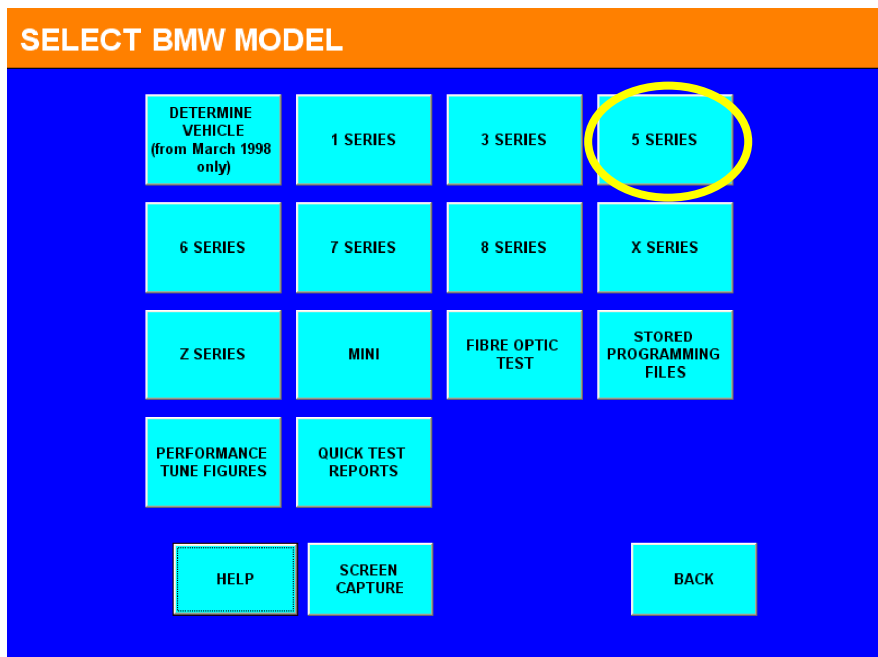 SELECT BMW MODEL
DETERMINE
VEHICLE
(from March 1998
only)
1 SERIES
3 SERIES
5 SERIES
6 SERIES
7 SERIES
8 SERIES
X SERIES
Z SERIES
MINI
FIBRE OPTIC
TEST
STORED
PROGRAMMING
FILES
PERFORMANCE
TUNE FIGURES
QUICK TEST
REPORTS
HELP
SCREEN
CAPTURE
BACK